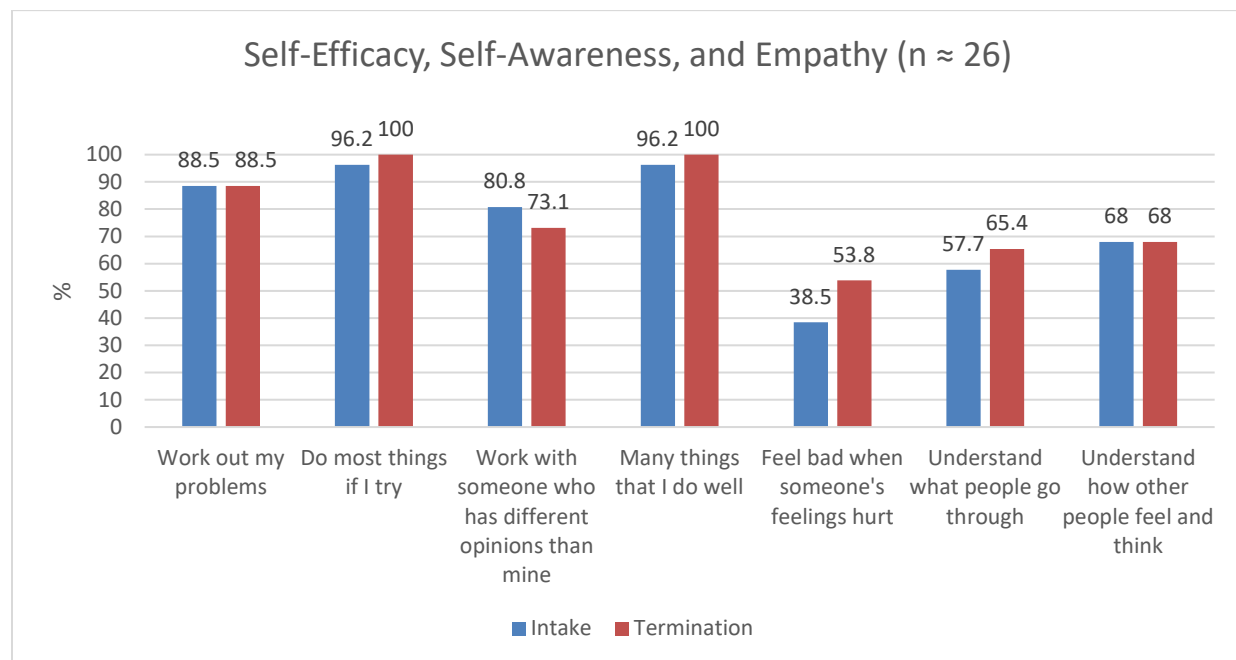 Self-Efficacy, Self-Awareness, and Empathy (n ≈ 26)
%
100
90
80
70
60
50
40
30
20
10
0
88.5 88.5
96.2 100
80.8 73.1
96.2 100
38.5 53.8
57.7 65.4
68 68
Work out my
problems
Do most things
if I try
Work with
someone who
has different
opinions than
mine
Many things
that I do well
Feel bad when
someone's
feelings hurt
Understand
what people go
through
Understand
how other
people feel and
think
Intake Termination